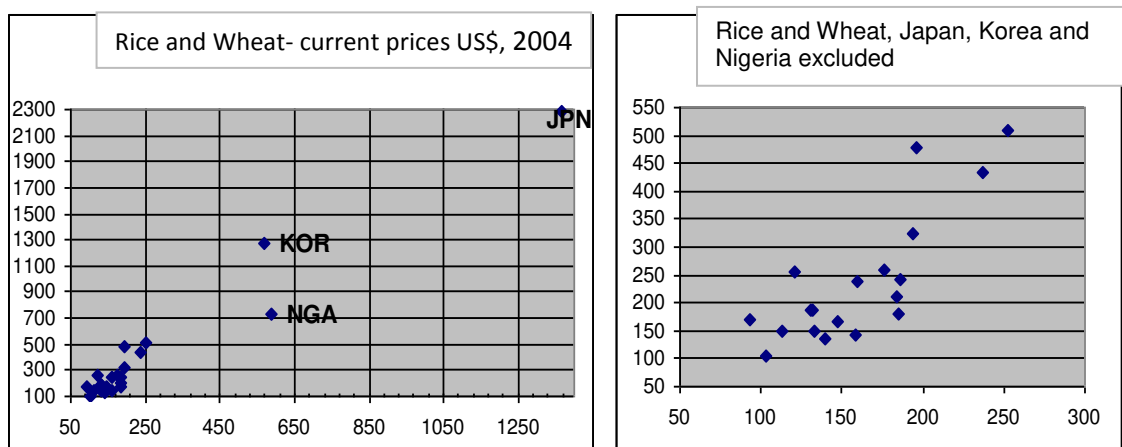 Rice and Wheat- current prices US$, 2004
2300
2100
1900
1700
1500
1300
1100
900
700
500
300
100
JPN
KOR
NGA
50 250 450 650 850 1050 1250
Rice and Wheat, Japan, Korea and
Nigeria excluded
550
500
450
400
350
300
250
200
150
100
50
50 100 150 200 250 300